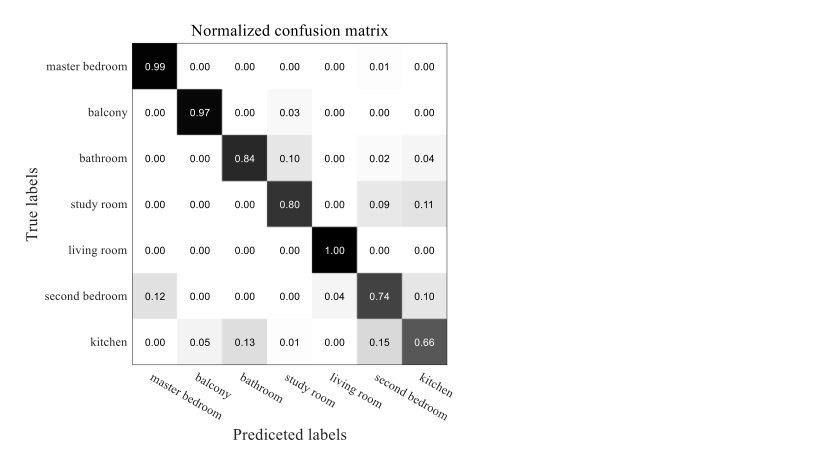 Normalized confusion matrix
True labels
master bedroom 0.99 0.00 0.00 0.00 0.00 0.01 0.00
balcony 0.00 0.97 0.00 0.03 0.00 0.00 0.00
bathroom 0.00 0.00 0.84 0.10 0.00 0.02 0.04
study room 0.00 0.00 0.00 0.80 0.00 0.09 0.11
living room 0.00 0.00 0.00 0.00 1.00 0.00 0.00
second bedroom 0.12 0.00 0.00 0.00 0.04 0.74 0.10
kitchen 0.00 0.05 0.13 0.01 0.00 0.15 0.66
master bedroom balcony bathroom study room living room second bedroom kitchen
Prediceted labels